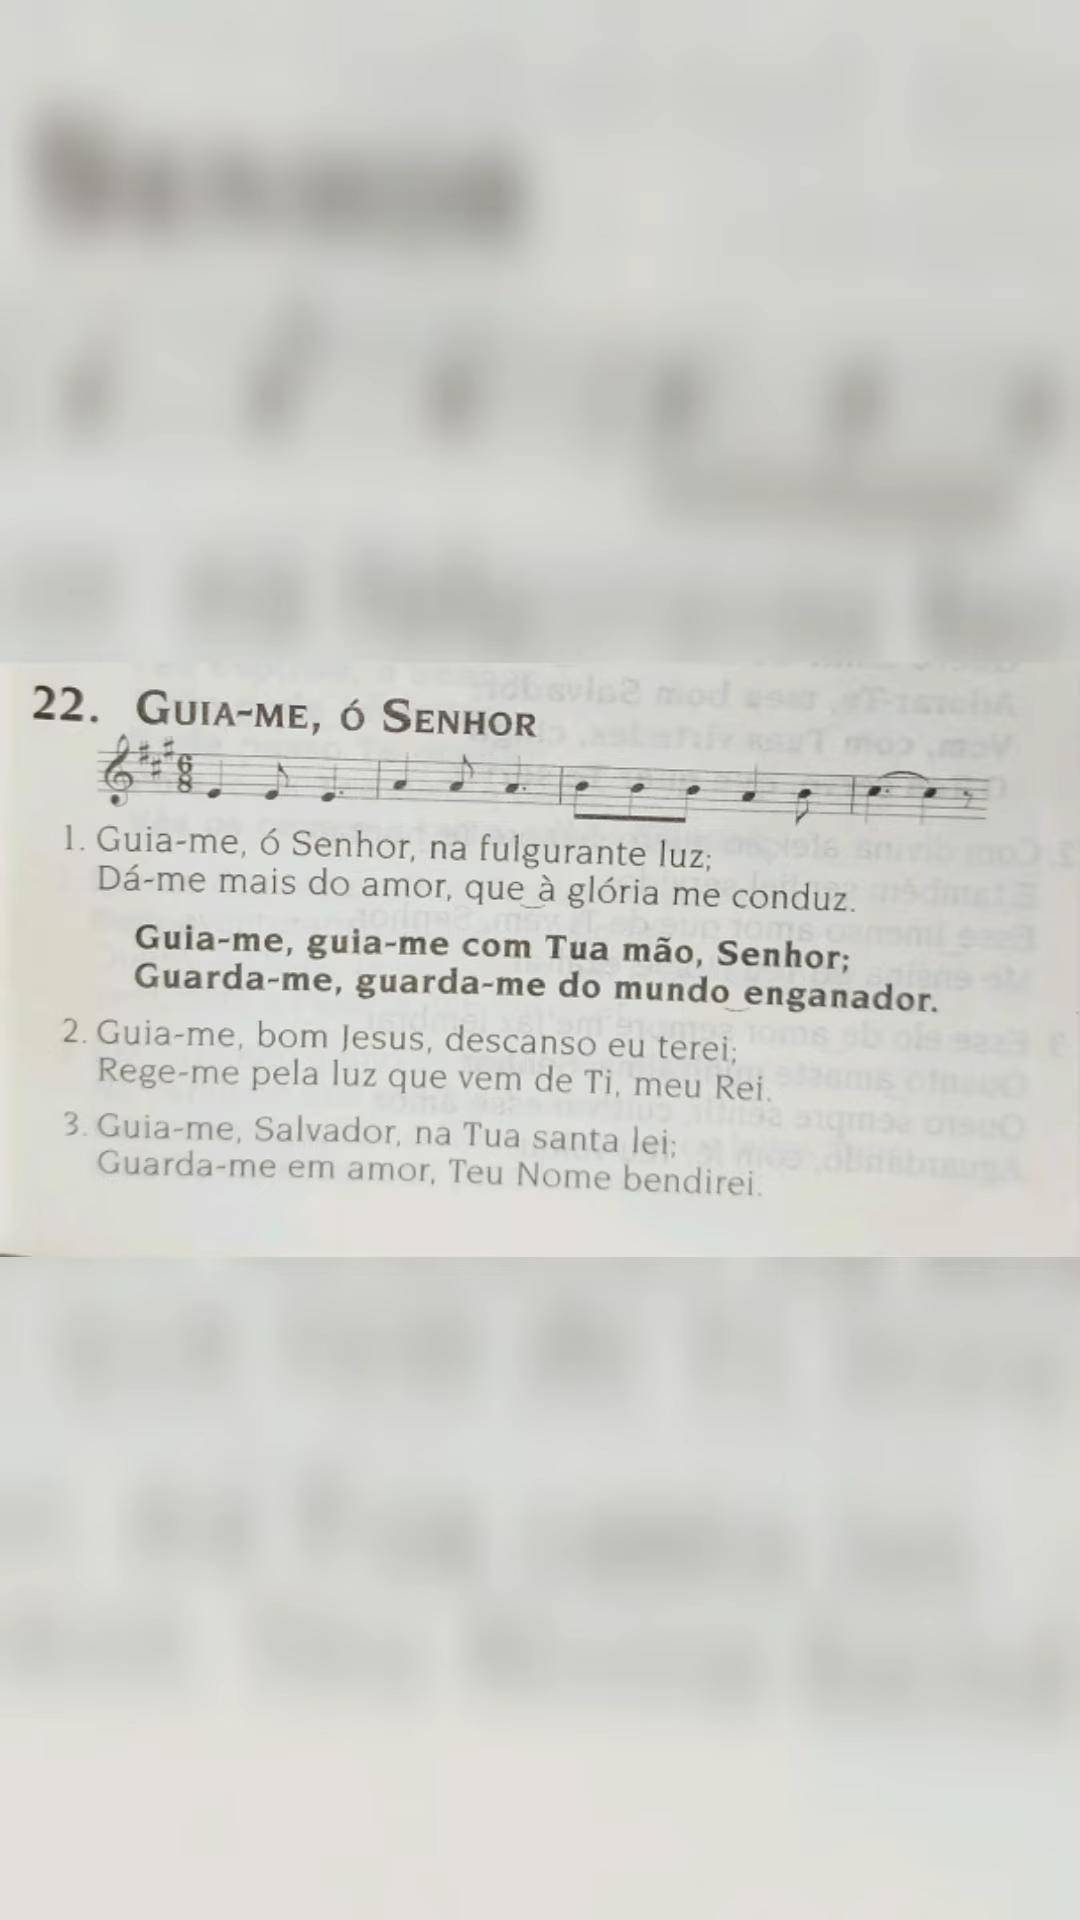 22. GUIA-ME, Ó SENHOR
1. Guia-me, ó Senhor, na fulgurante luz;
Dá-me mais do amor, que‿à glória me conduz.
Guia-me, guia-me com Tua mão, Senhor;
Guarda-me, guarda-me do mundo‿enganador.
2. Guia-me, bom Jesus, descanso eu terei;
Rege-me pela luz que vem de Ti, meu Rei.
3. Guia-me, Salvador, na Tua santa lei;
Guarda-me em amor, Teu Nome bendirei.